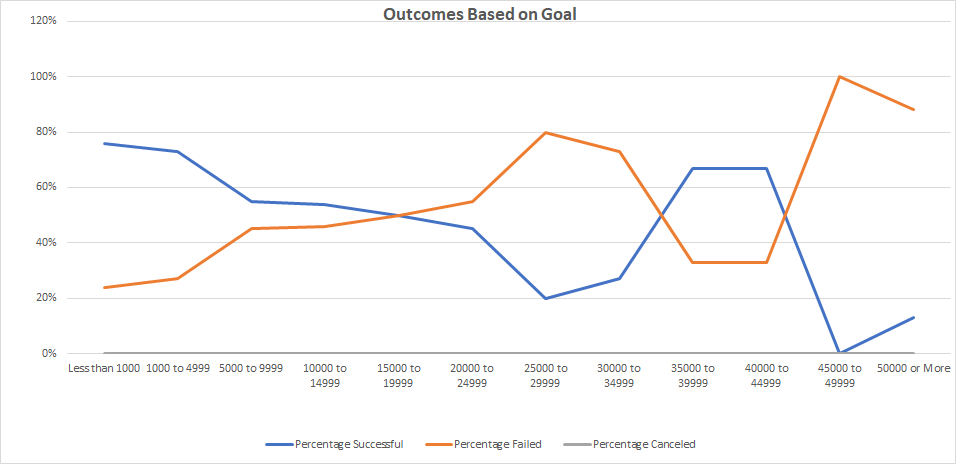 Outcomes Based on Goal
120%
100%
80%
60%
40%
20%
0%
Less than 1000
1000 to 4999
5000 to 9999
10000 to
14999
15000 to
19999
20000 to
24999
25000 to
29999
30000 to
34999
35000 to
39999
40000 to
44999
45000 to
49999
50000 or More
Percentage Successful
Percentage Failed
Percentage Canceled